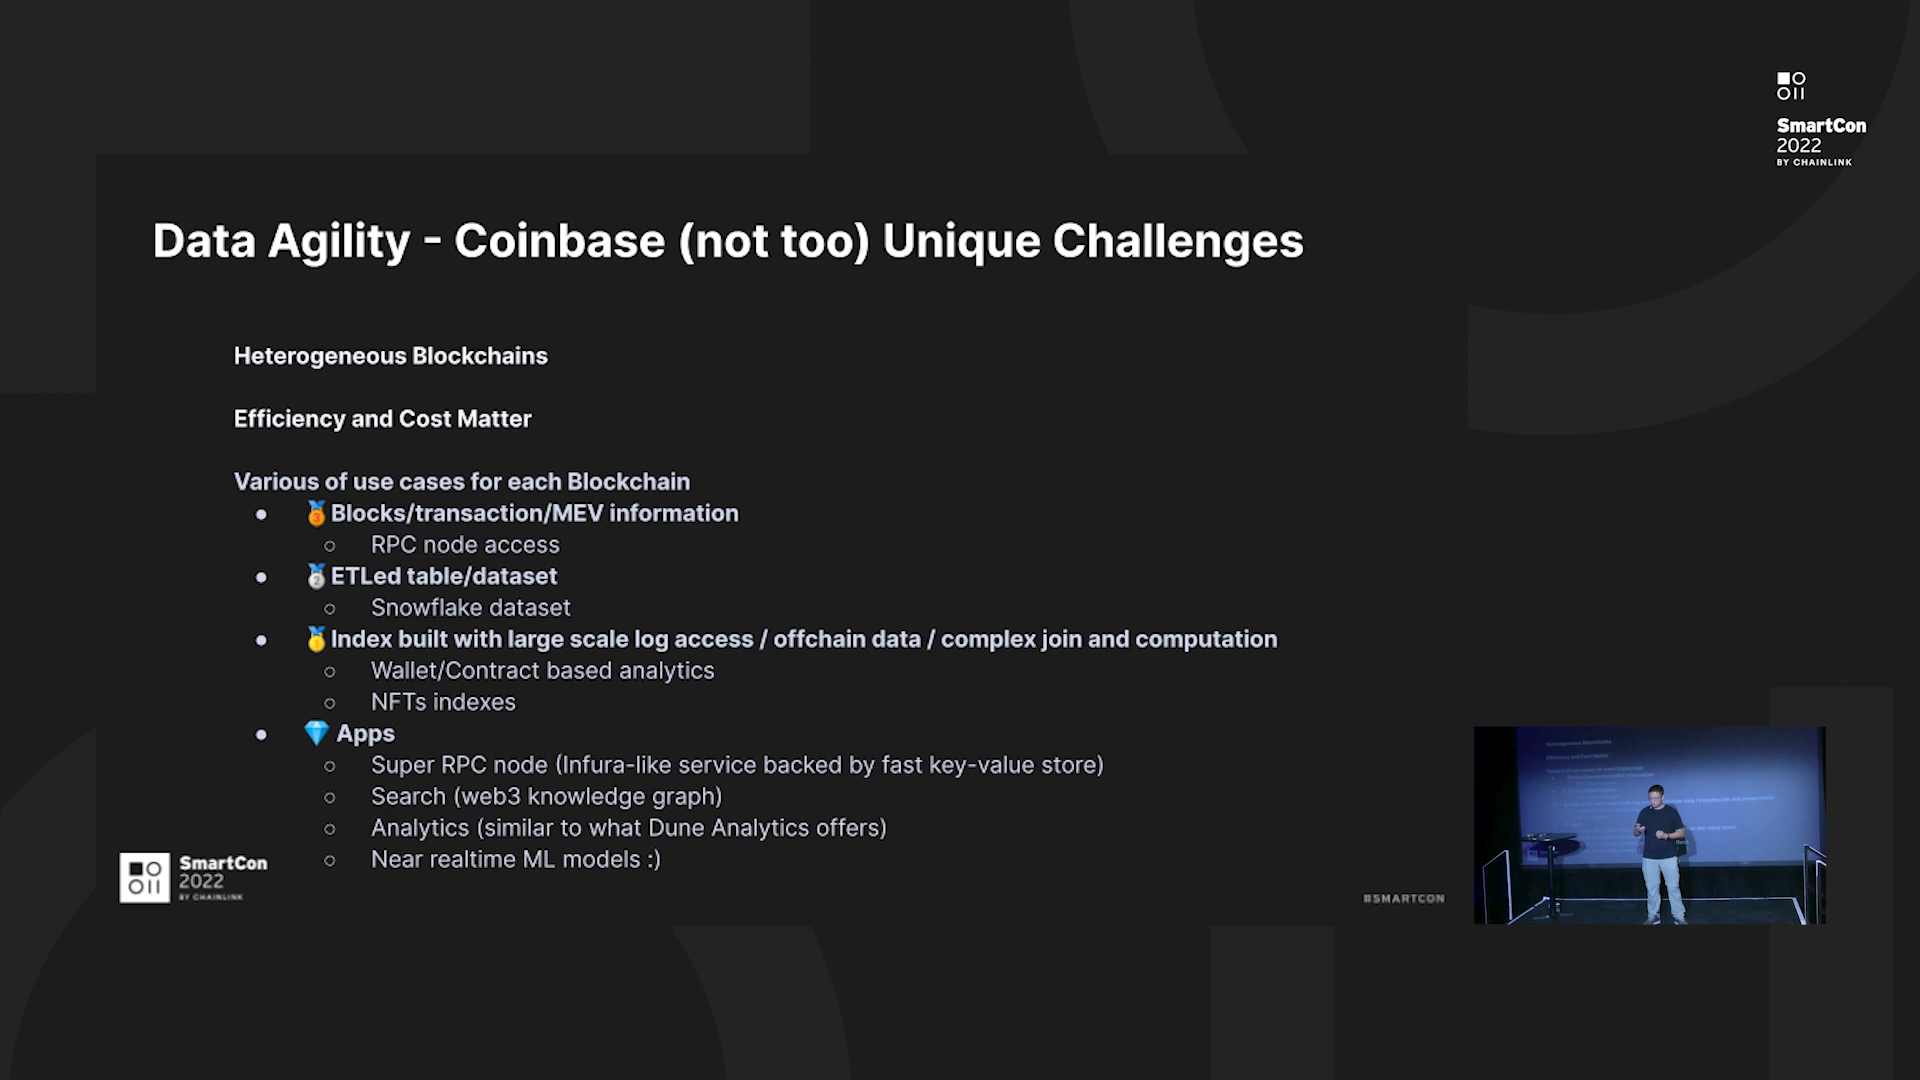 SmartCon
2022
BY CHAINLINK
Data Agility - Coinbase (not too) Unique Challenges
Heterogeneous Blockchains
Efficiency and Cost Matter
Various of use cases for each Blockchain
● 🥉Blocks/transaction/MEV information
○ RPC node access
● 🥈ETLed table/dataset
○ Snowflake dataset
● 🥇Index built with large scale log access / offchain data / complex join and computation
○ Wallet/Contract based analytics
○ NFTs indexes
● 💎 Apps
○ Super RPC node (Infura-like service backed by fast key-value store)
○ Search (web3 knowledge graph)
○ Analytics (similar to what Dune Analytics offers)
○ Near realtime ML models :)
SmartCon
2022
BY CHAINLINK
#SMARTCON